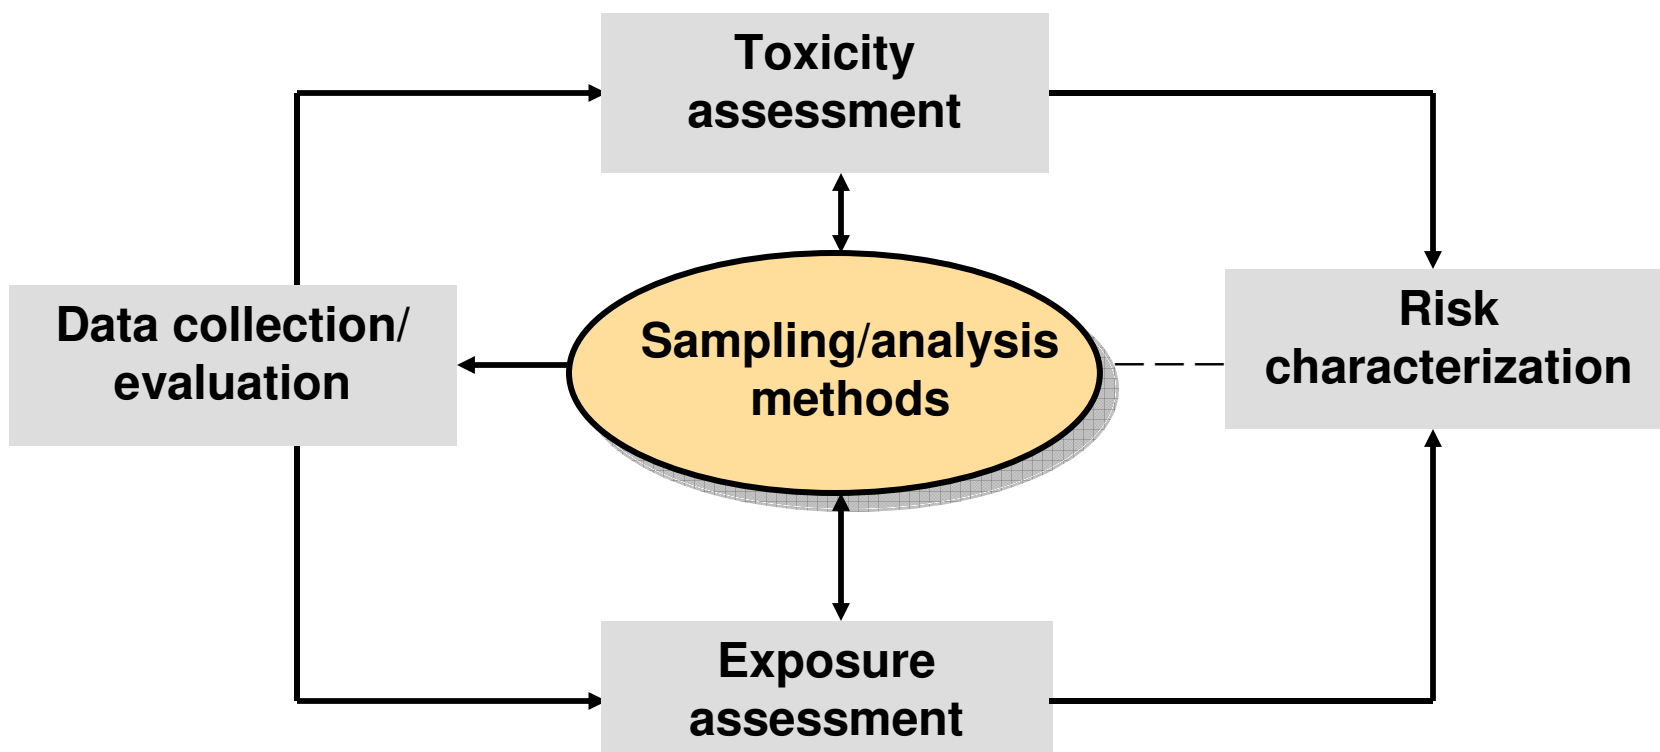 Toxicity
assessment
Data collection/
evaluation
Sampling/analysis
methods
Risk
characterization
Exposure
assessment